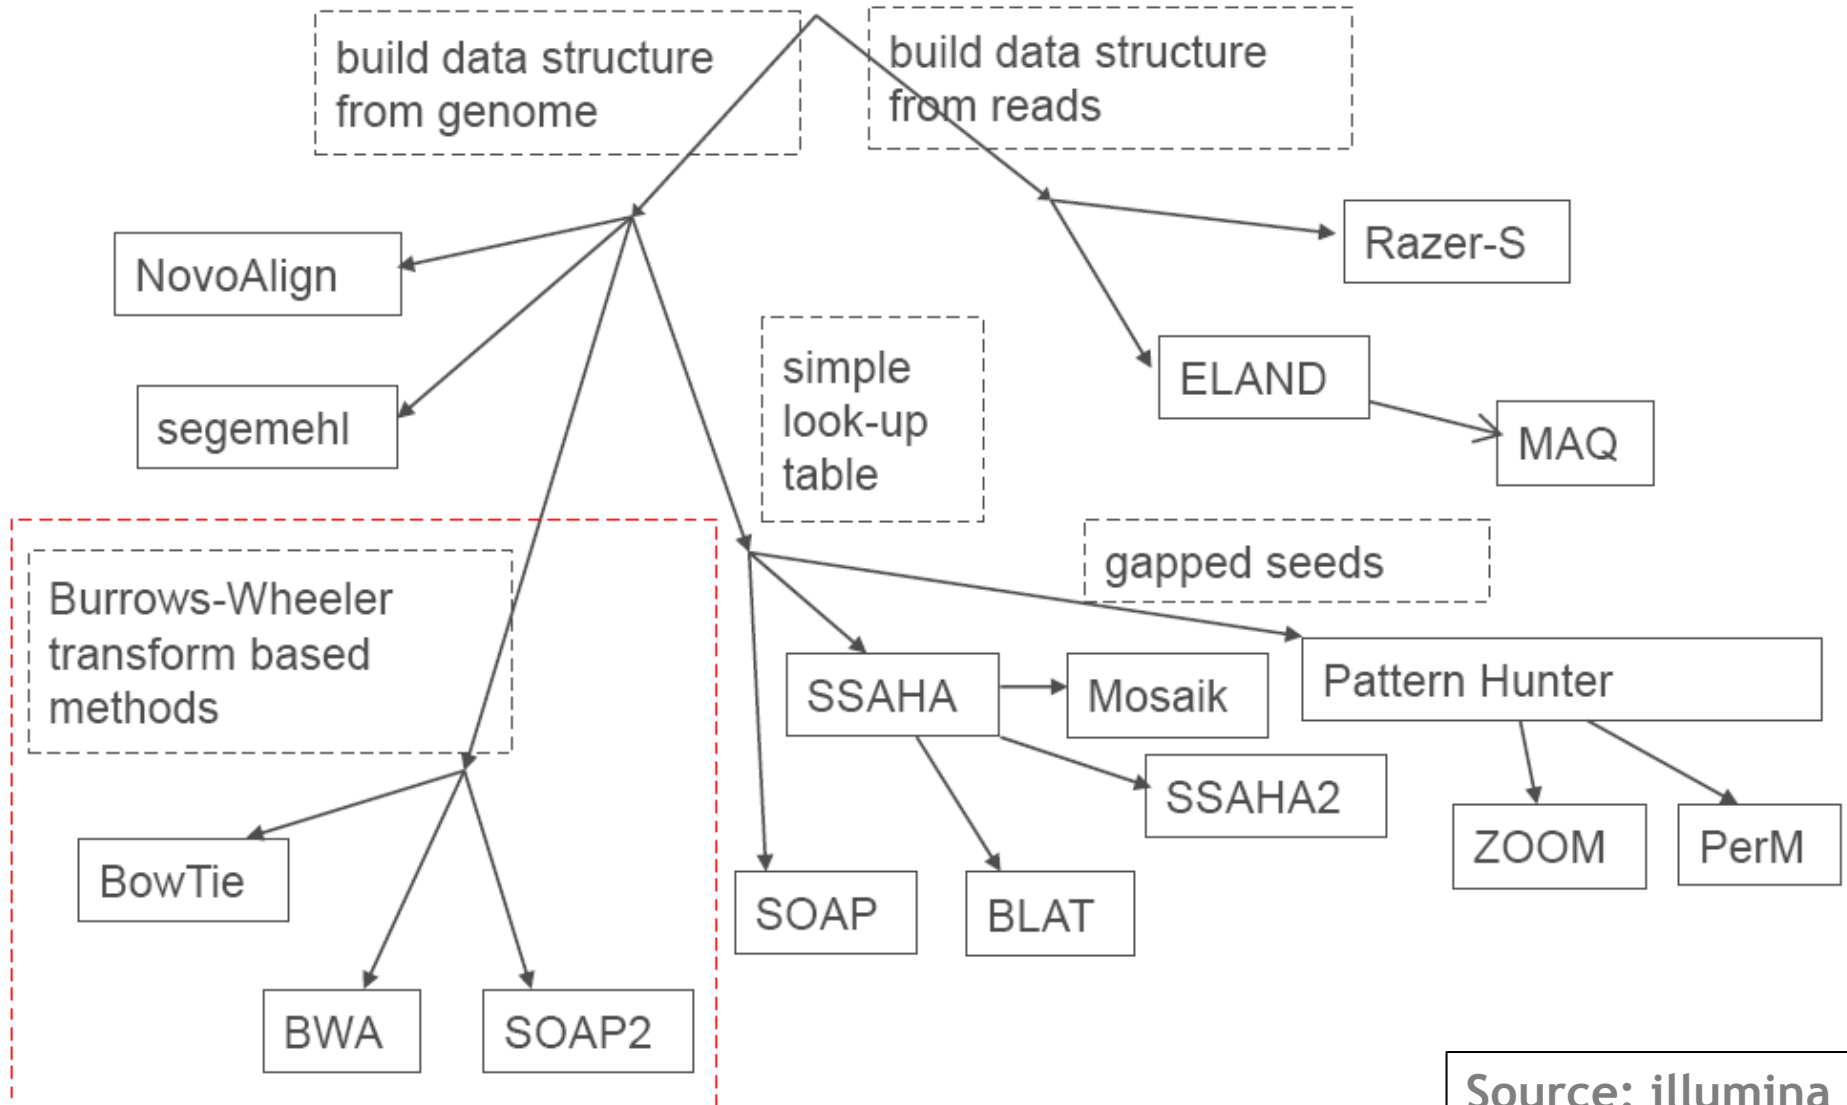 build data structure
from genome
build data structure
from reads
NovoAlign
Razer-S
simple
look-up
table
ELAND
segemehl
MAQ
Burrows-Wheeler
transform based
methods
gapped seeds
SSAHA
Mosaik
Pattern Hunter
SSAHA2
ZOOM
PerM
BowTie
SOAP
BLAT
BWA
SOAP2
Source: illumina